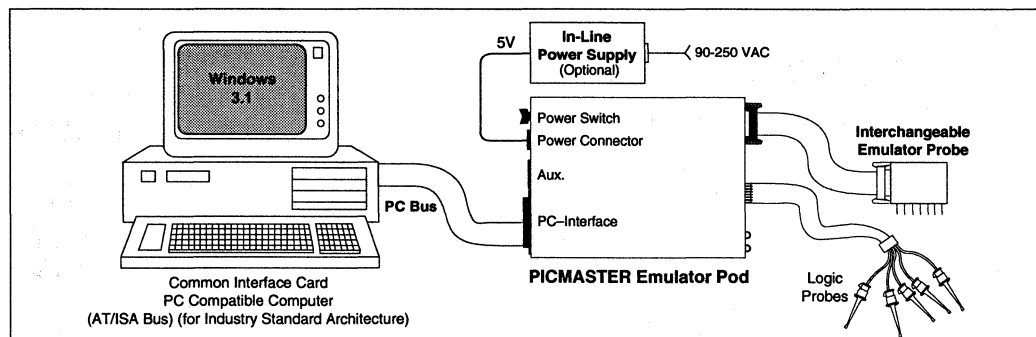 Windows
3.1
5V
In-Line
Power Supply
(Optional)
90-250 VAC
Power Switch
Power Connector
Aux.
PC–Interface
PC Bus
Interchangeable
Emulator Probe
PICMASTER Emulator Pod
Logic
Probes
Common Interface Card
PC Compatible Computer
(AT/ISA Bus) (for Industry Standard Architecture)